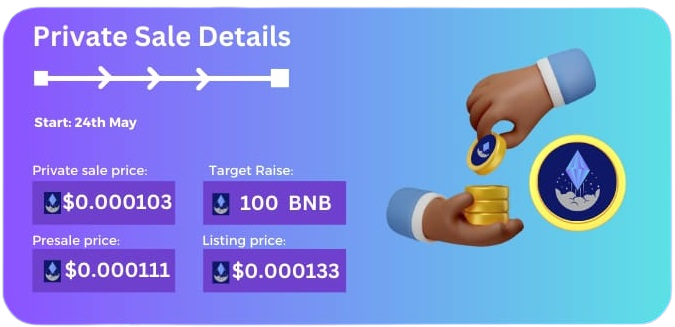 Private Sale Details
Start: 24th May
Private sale price:
$0.000103
Target Raise:
100 BNB
Presale price:
$0.000111
Listing price:
$0.000133